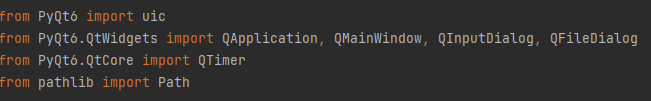 from PyQt6 import uic
from PyQt6.QtWidgets import QApplication, QMainWindow, QInputDialog, QFileDialog
from PyQt6.QtCore import QTimer
from pathlib import Path